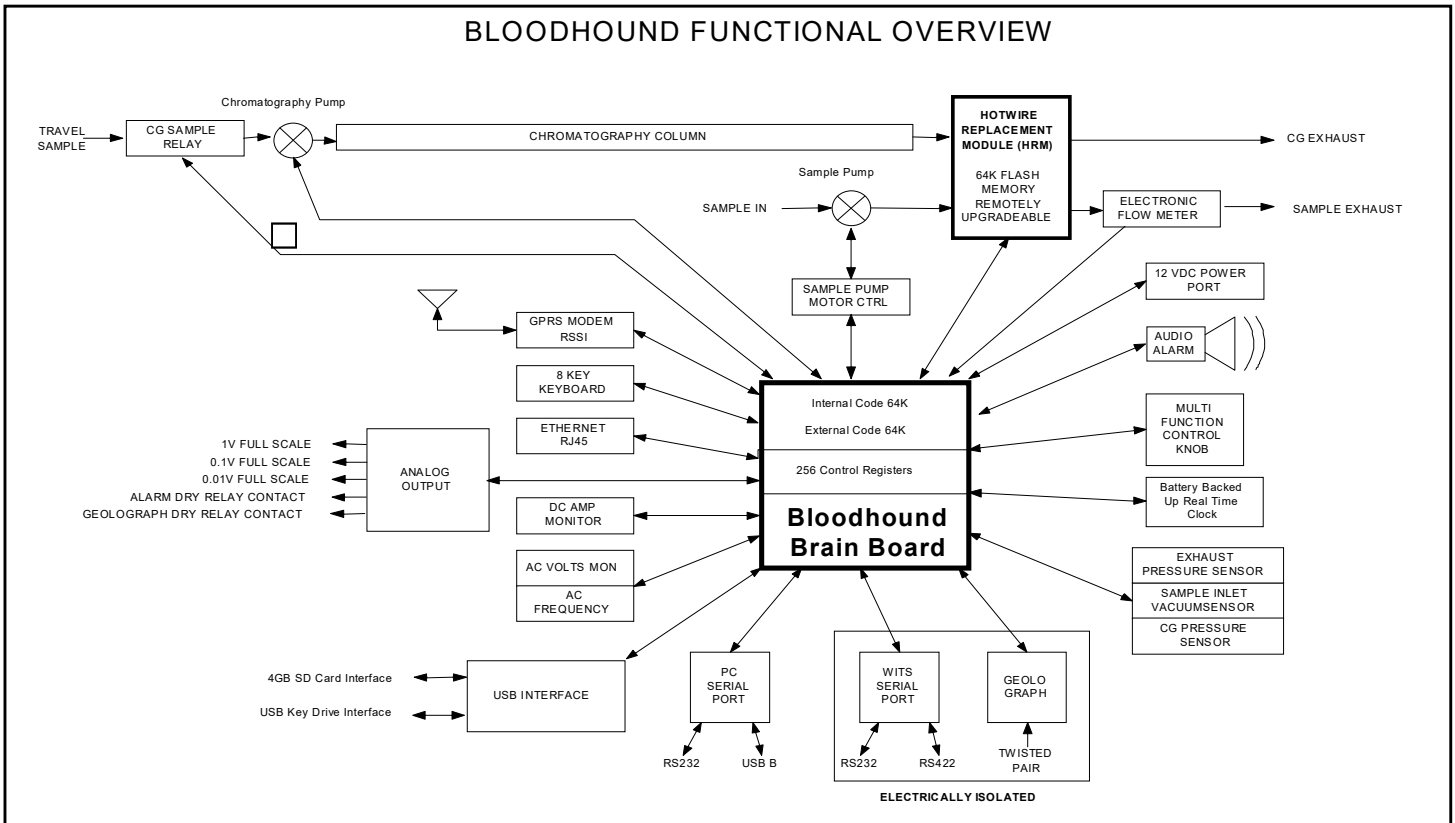 BLOODHOUND FUNCTIONAL OVERVIEW
Chromatography Pump
TRAVEL
SAMPLE
CG SAMPLE
RELAY
CHROMATOGRAPHY COLUMN
HOTWIRE
REPLACEMENT
MODULE (HRM)
64K FLASH
MEMORY
REMOTELY
UPGRADEABLE
CG EXHAUST
Sample Pump
SAMPLE IN
ELECTRONIC
FLOW METER
SAMPLE EXHAUST
SAMPLE PUMP
MOTOR CTRL
12 VDC POWER
PORT
GPRS MODEM
RSSI
AUDIO
ALARM
8 KEY
KEYBOARD
Internal Code 64K
External Code 64K
MULTI
FUNCTION
CONTROL
KNOB
ETHERNET
RJ45
1V FULL SCALE
0.1V FULL SCALE
0.01V FULL SCALE
ALARM DRY RELAY CONTACT
GEOLOGRAPH DRY RELAY CONTACT
ANALOG
OUTPUT
256 Control Registers
Battery Backed
Up Real Time
Clock
DC AMP
MONITOR
Bloodhound
Brain Board
AC VOLTS MON
AC
FREQUENCY
EXHAUST
PRESSURE SENSOR
SAMPLE INLET
VACUUMSENSOR
CG PRESSURE
SENSOR
4GB SD Card Interface
USB Key Drive Interface
USB INTERFACE
PC
SERIAL
PORT
WITS
SERIAL
PORT
GEOLO
GRAPH
RS232
USB B
RS232
RS422
TWISTED
PAIR
ELECTRICALLY ISOLATED